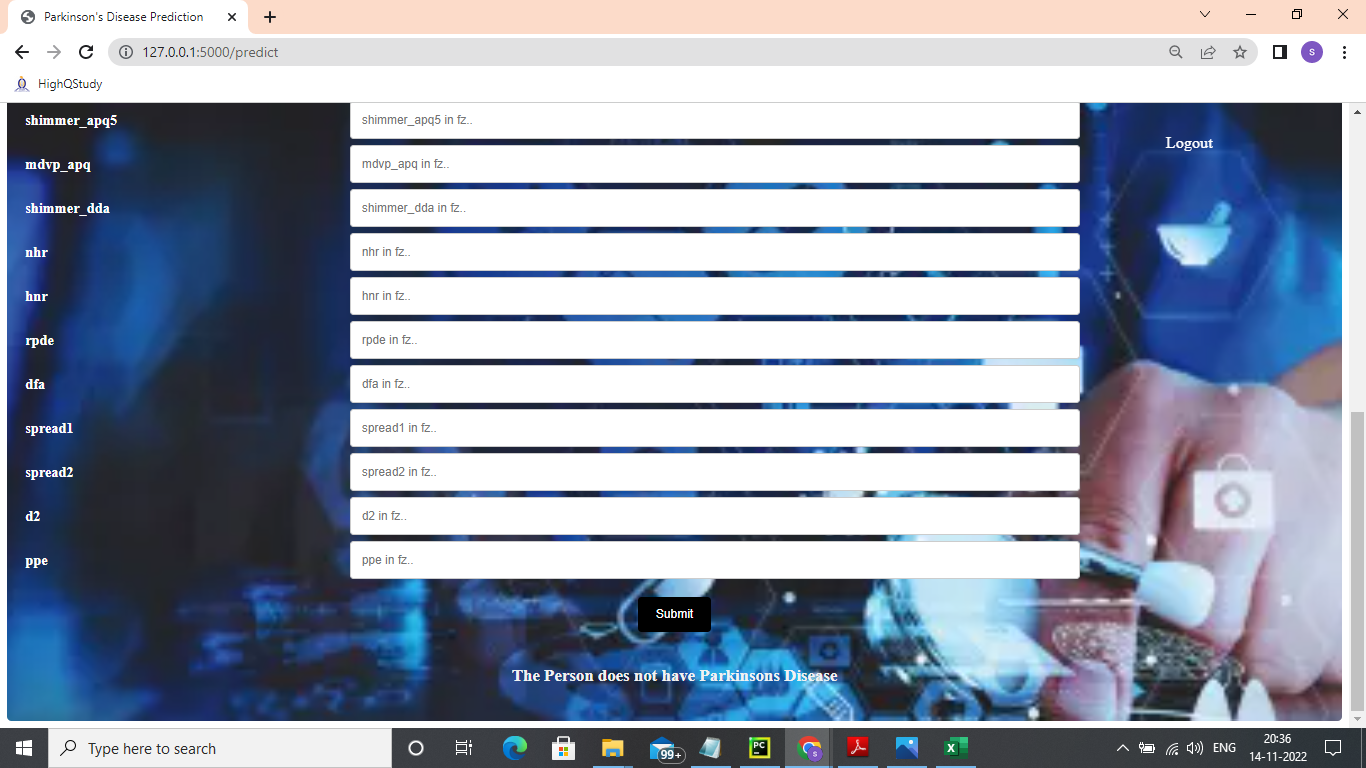 Parkinson's Disease Prediction
127.0.0.1:5000/predict
S
HighQStudy
shimmer_apq5 shimmer_apq5 in fz..
Logout
mdvp_apq mdvp_apq in fz..
shimmer_dda shimmer_dda in fz..
nhr nhr in fz..
hnr hnr in fz..
rpde rpde in fz..
dfa dfa in fz..
spread1 spread1 in fz..
spread2 spread2 in fz..
d2 d2 in fz..
ppe ppe in fz..
Submit
The Person does not have Parkinsons Disease
Type here to search
99+
PC
S
ENG
20:36
14-11-2022